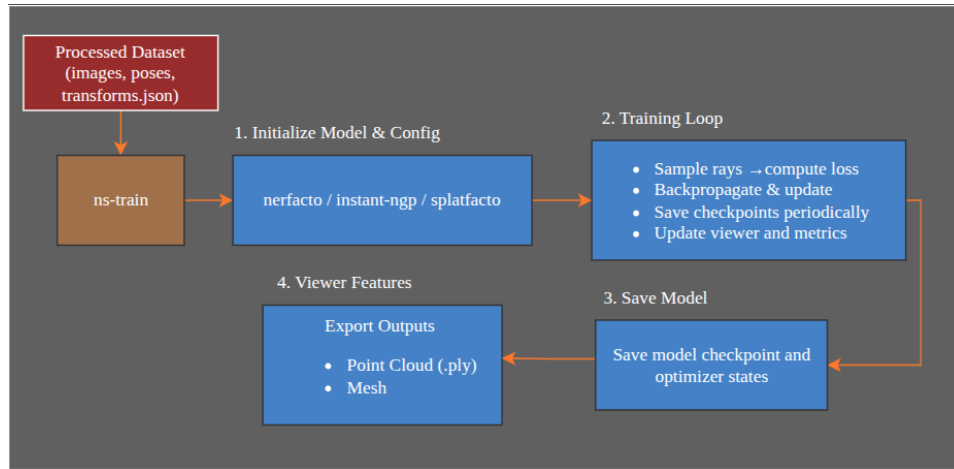 Processed Dataset
(images, poses,
transforms.json)
ns-train
1. Initialize Model & Config
nerfacto / instant-ngp / splatfacto
2. Training Loop
• Sample rays →compute loss
• Backpropagate & update
• Save checkpoints periodically
• Update viewer and metrics
3. Save Model
Save model checkpoint and
optimizer states
4. Viewer Features
Export Outputs
• Point Cloud (.ply)
• Mesh